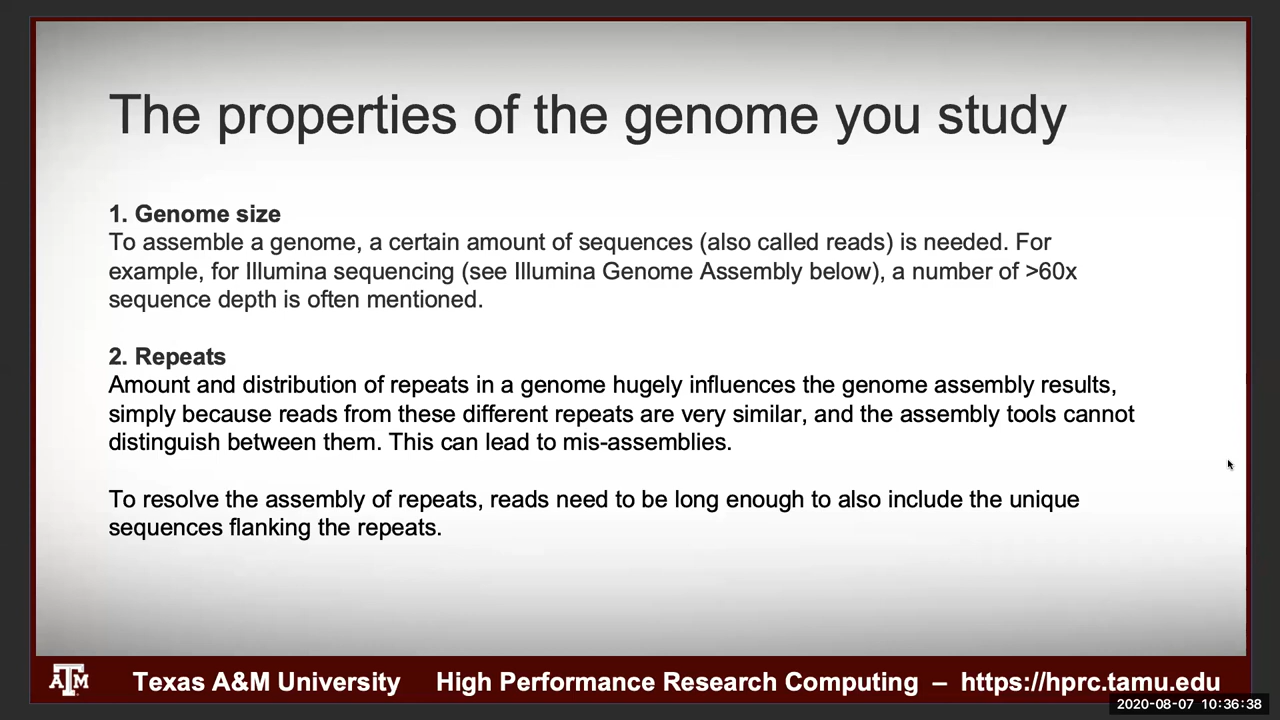 The properties of the genome you study
1. Genome size
To assemble a genome, a certain amount of sequences (also called reads) is needed. For
example, for Illumina sequencing (see Illumina Genome Assembly below), a number of >60x
sequence depth is often mentioned.
2. Repeats
Amount and distribution of repeats in a genome hugely influences the genome assembly results,
simply because reads from these different repeats are very similar, and the assembly tools cannot
distinguish between them. This can lead to mis-assemblies.
To resolve the assembly of repeats, reads need to be long enough to also include the unique
sequences flanking the repeats.
ATM Texas A&M University High Performance Research Computing – https://hprc.tamu.edu
2020-08-07 10:36:38